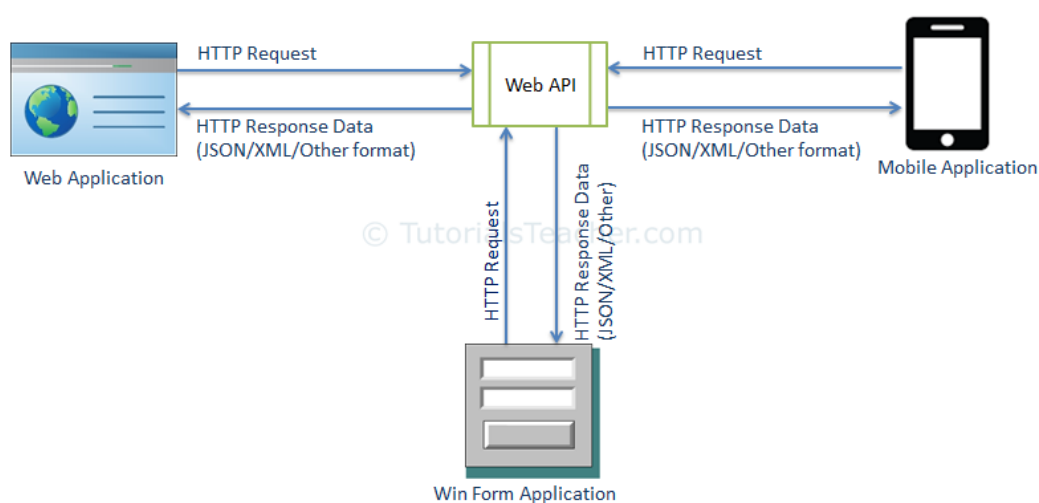 HTTP Request
HTTP Response Data
(JSON/XML/Other format)
Web Application
Web API
HTTP Request
HTTP Response Data
(JSON/XML/Other format)
Mobile Application
© TutorialsTeacher.com
HTTP Request
HTTP Response Data
(JSON/XML/Other)
Win Form Application